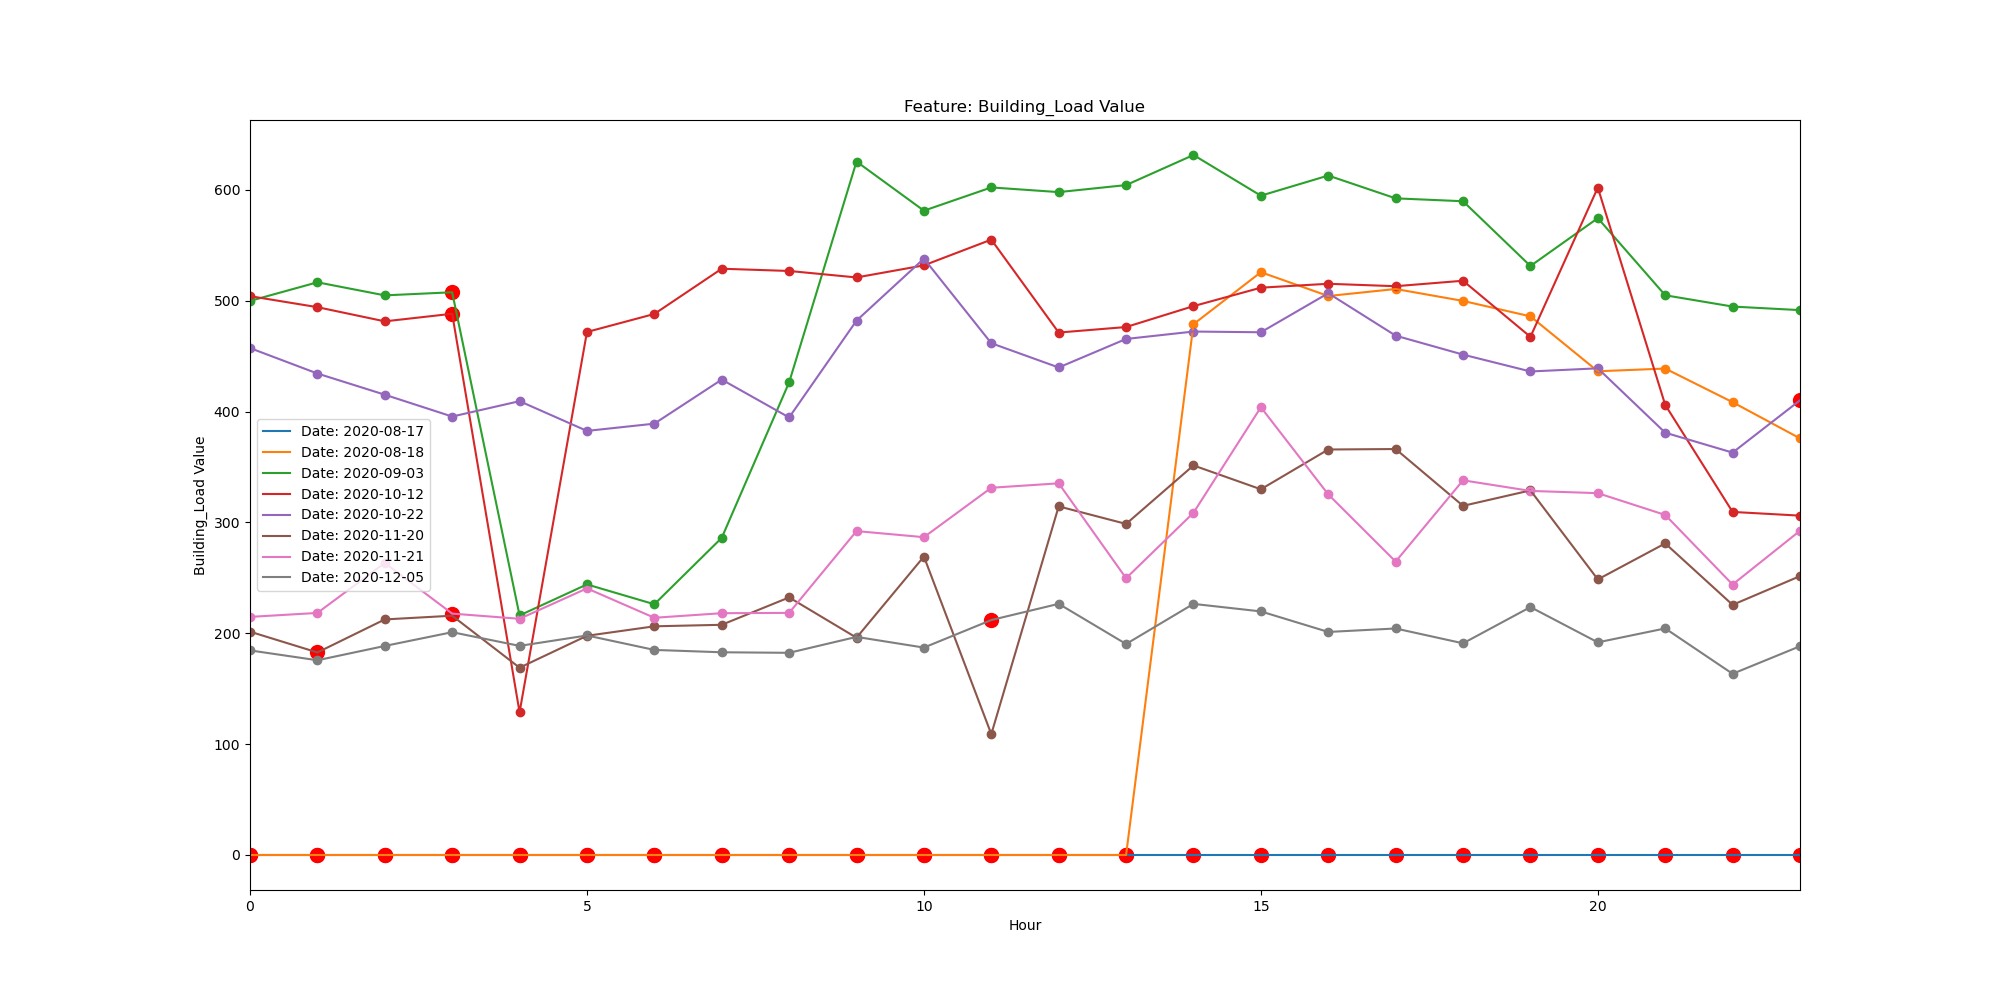 Feature: Building_Load Value
Building_Load Value
600
500
400
300
200
100
0
Date: 2020-08-17
Date: 2020-08-18
Date: 2020-09-03
Date: 2020-10-12
Date: 2020-10-22
Date: 2020-11-20
Date: 2020-11-21
Date: 2020-12-05
0 5 10 15 20
Hour